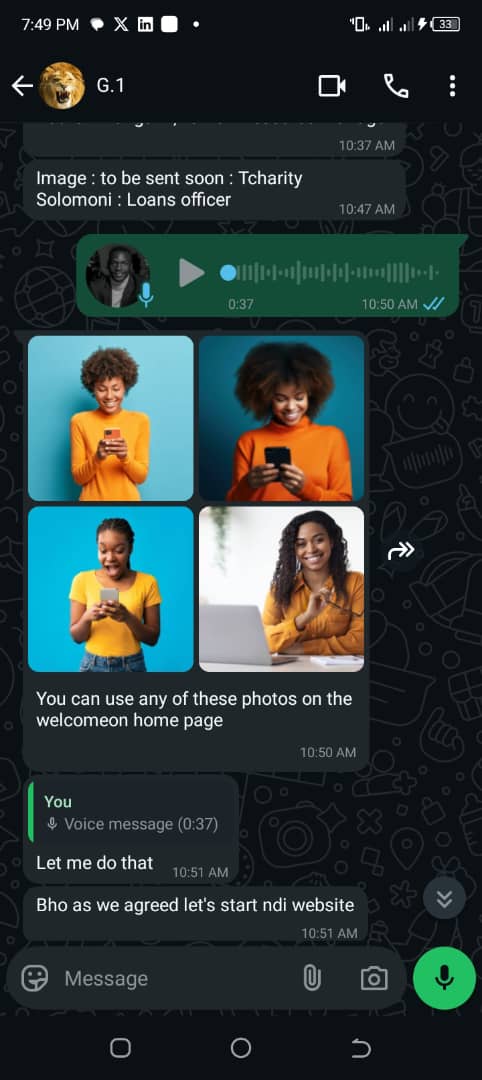 7:49 PM
33
G.1
10:37 AM
Image : to be sent soon : Tcharity
Solomoni : Loans officer
10:47 AM
0:37
10:50 AM
You can use any of these photos on the
welcomeon home page
10:50 AM
You
Voice message (0:37)
Let me do that
10:51 AM
Bho as we agreed let's start ndi website
10:51 AM
Message